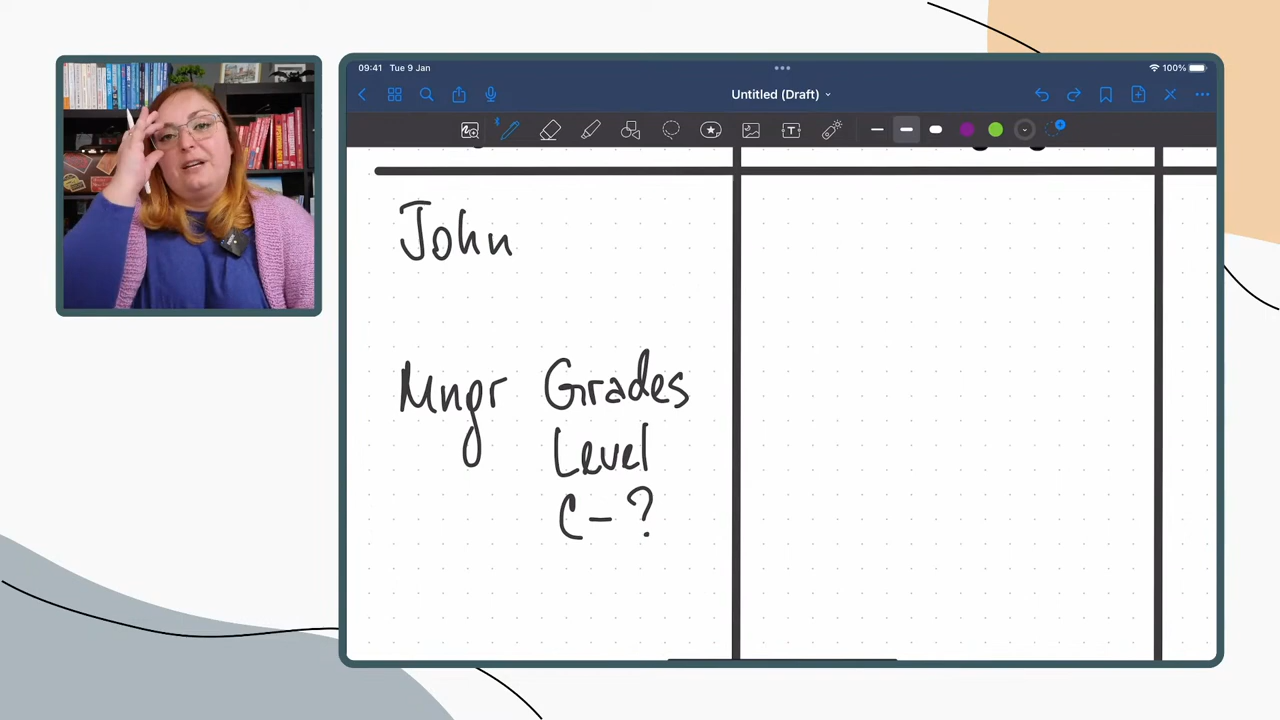 09:41 Tue 9 Jan
100%
Untitled (Draft)
John
Mngr Grades
Level
C - ?